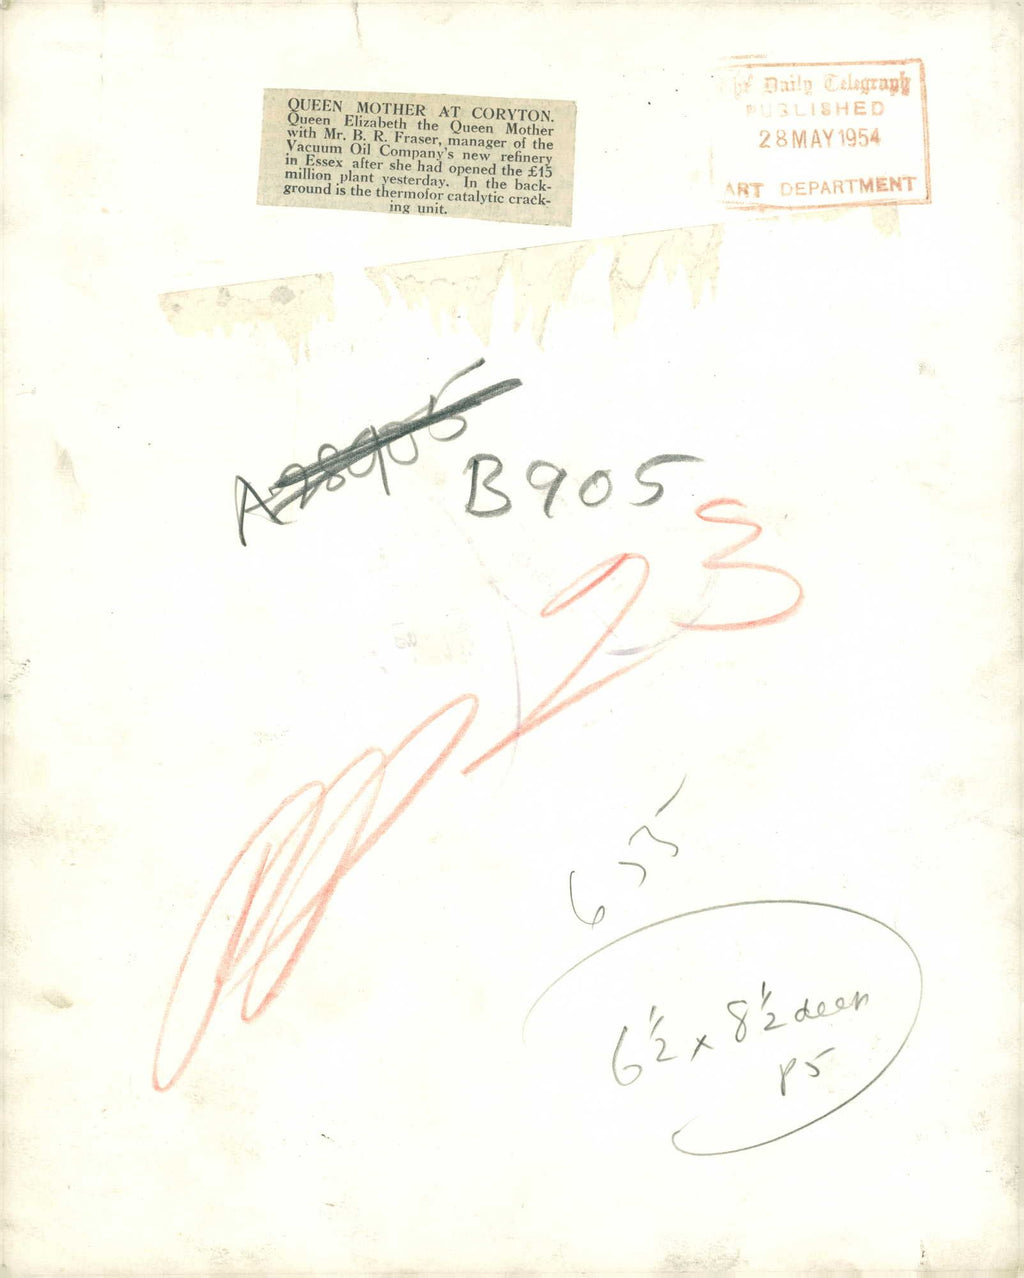 QUEEN MOTHER AT CORYTON.
Queen Elizabeth the Queen Mother
with Mr. B. R. Fraser, manager of the
Vacuum Oil Company's new refinery
in Essex after she had opened the £15
million plant yesterday. In the back-
ground is the thermofor catalytic crack-
ing unit.
The Daily Telegraph
PUBLISHED
28 MAY 1954
ART DEPARTMENT
B905
23
655
6½ x 8½ deep
P5